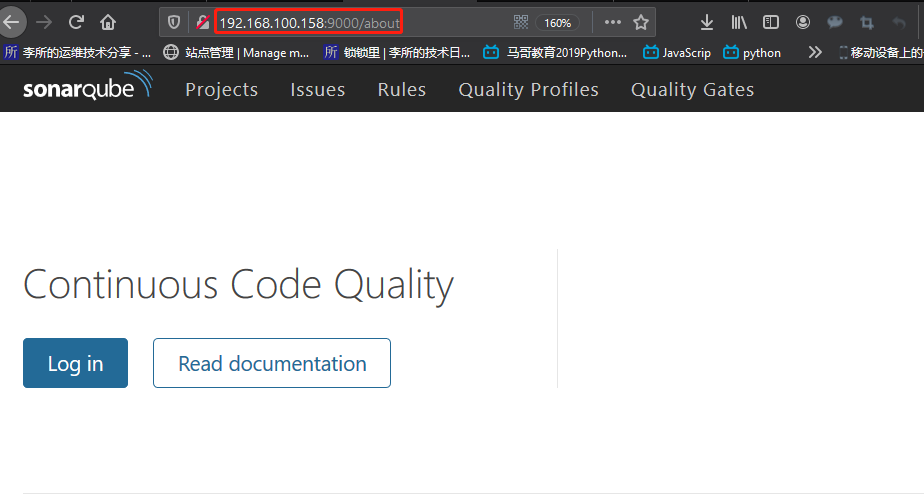 192.168.100.158:9000/about
160%
所 李所的运维技术分享 - ...
站点管理 | Manage m...
所 锁锁里 | 李所的技术日...
马哥教育2019Python...
JavaScrip
python
移动设备上的
sonarqube
Projects
Issues
Rules
Quality Profiles
Quality Gates
Continuous Code Quality
Log in
Read documentation